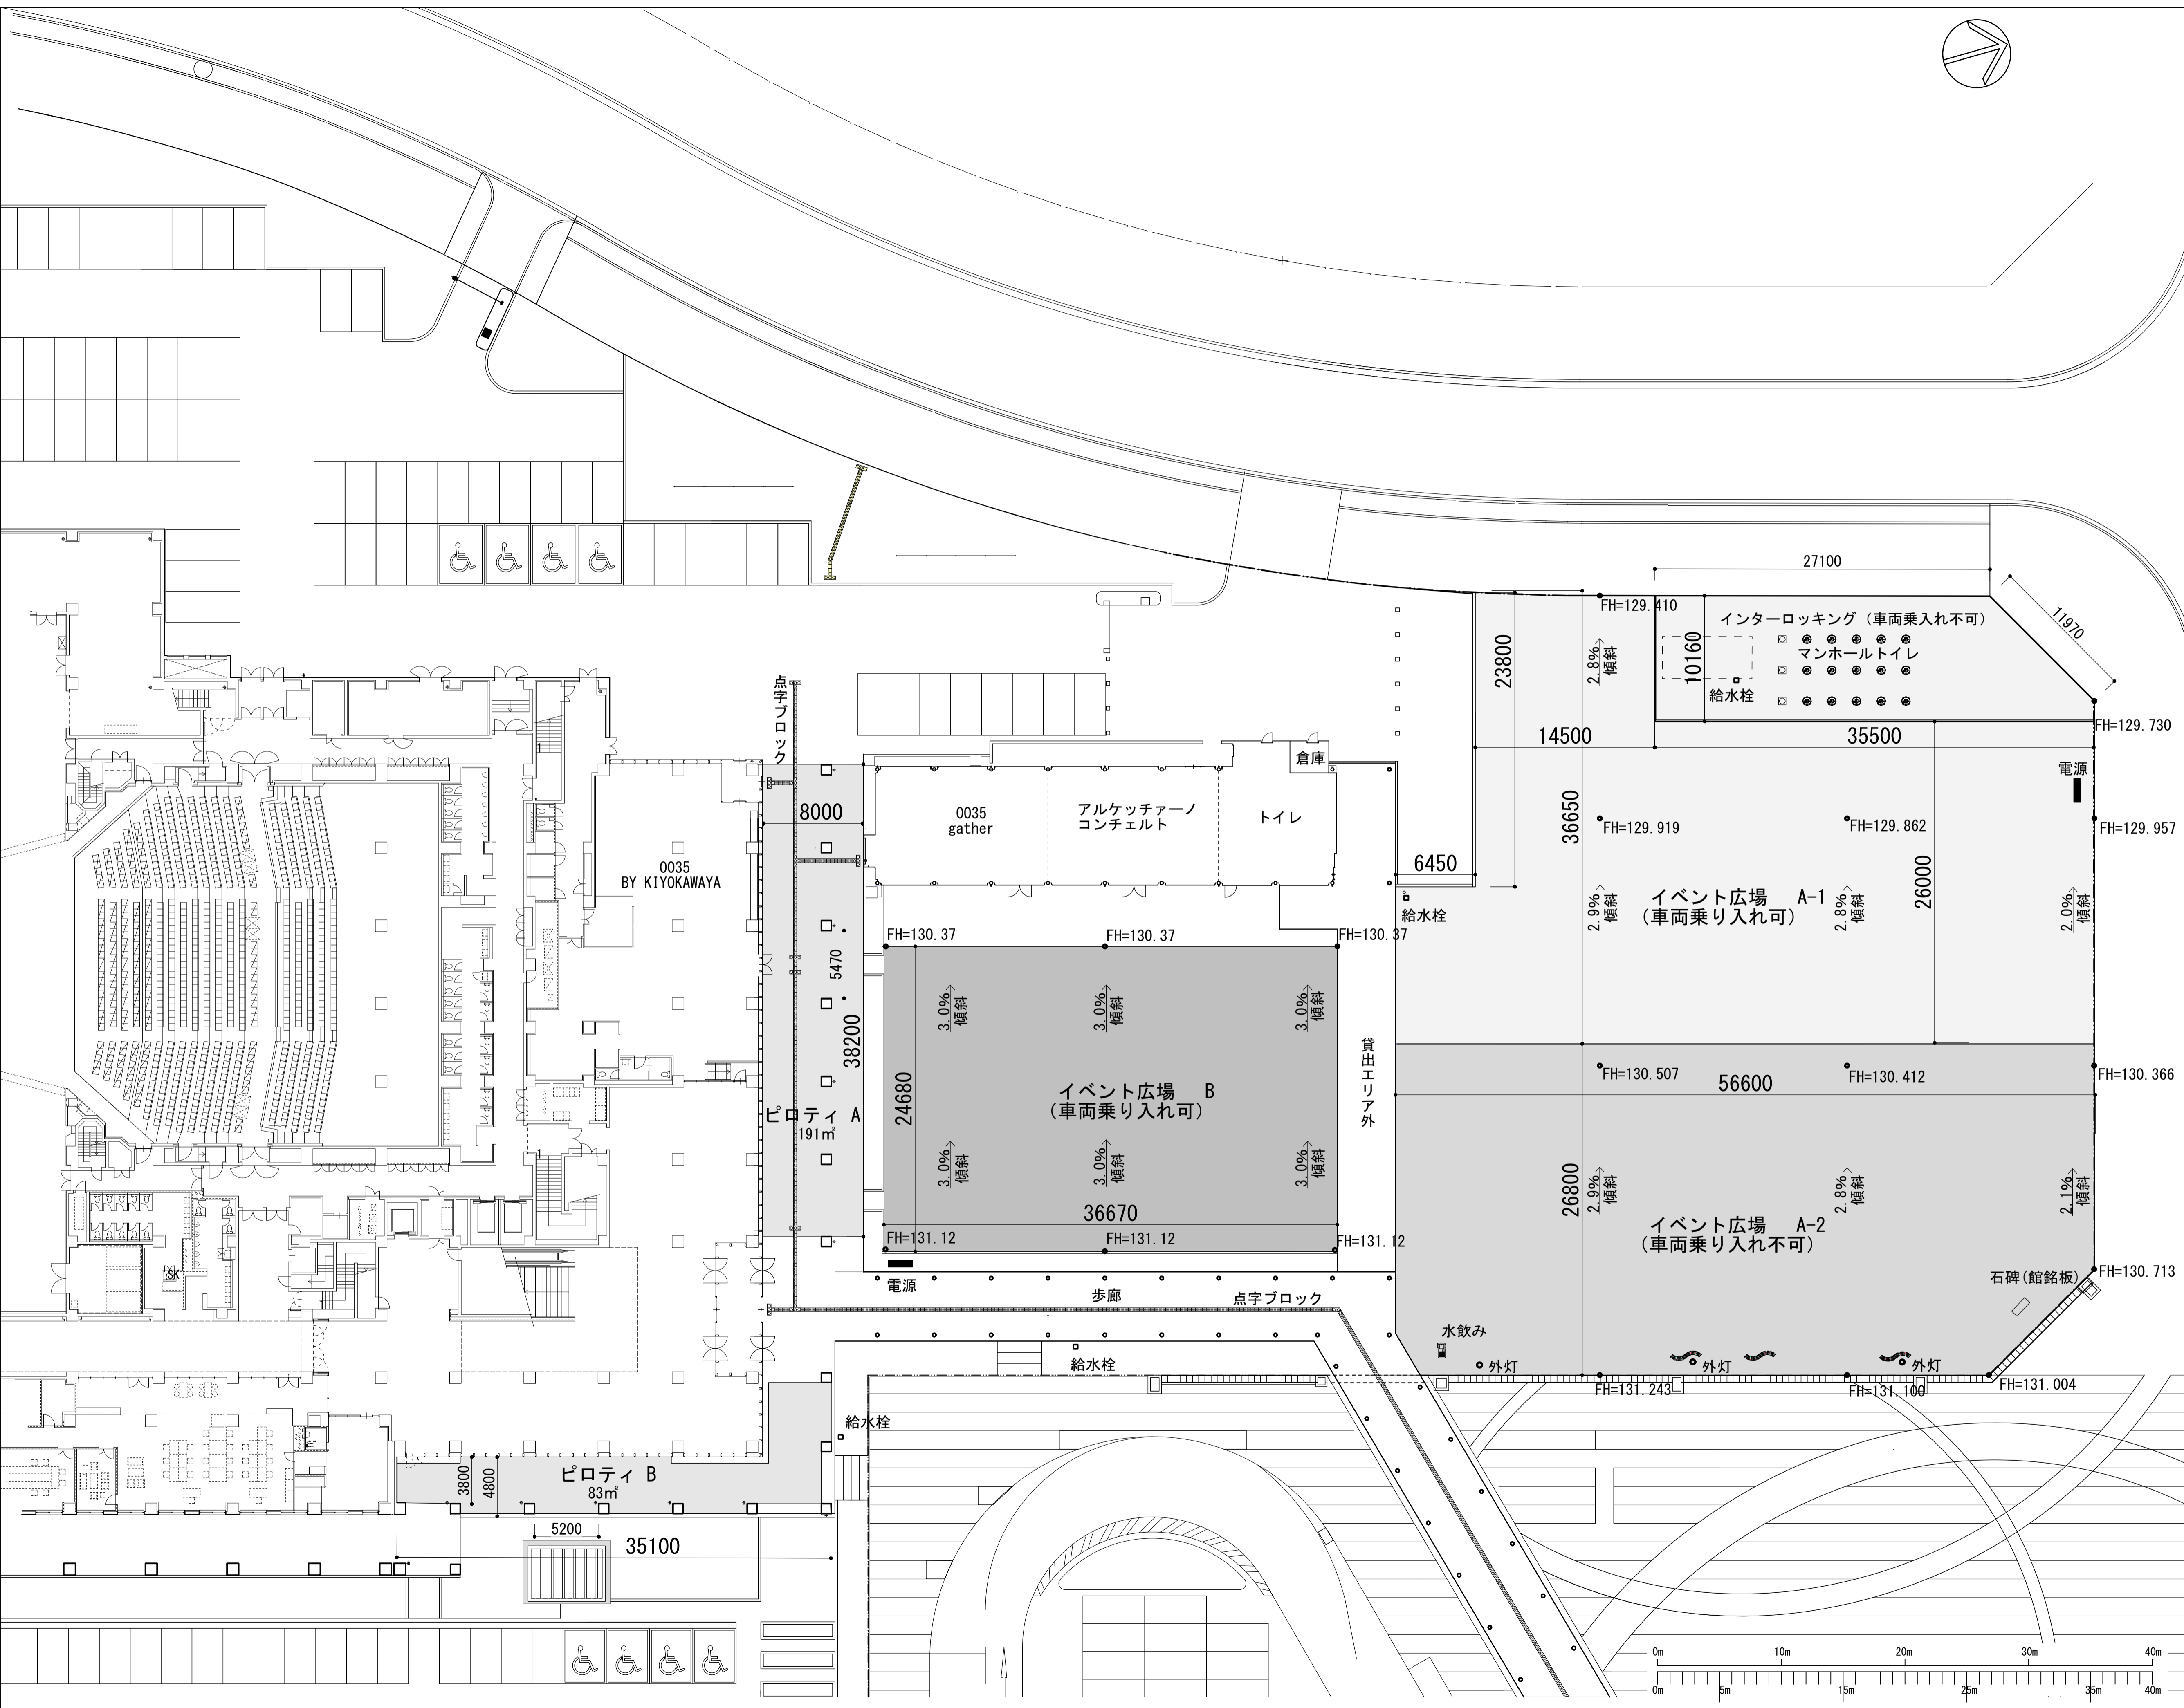 27100
11970
FH=129.410
インターロッキング（車両乗入れ不可）
マンホールトイレ
10160
給水栓
2.8%
傾斜
23800
14500
35500
FH=129.730
電源
点字ブロック
8000
0035
gather
アルケッチァーノ
コンチェルト
トイレ
倉庫
36650
FH=129.919
FH=129.862
FH=129.957
0035
BY KIYOKAWAYA
6450
給水栓
イベント広場 A-1
（車両乗り入れ可）
2.9%
傾斜
2.8%
傾斜
26000
2.0%
傾斜
FH=130.37
FH=130.37
FH=130.37
5470
3.0%
傾斜
3.0%
傾斜
3.0%
傾斜
38200
貸出エリア外
FH=130.507
FH=130.412
FH=130.366
56600
24680
イベント広場 B
（車両乗り入れ可）
ピロティ A
191㎡
3.0%
傾斜
3.0%
傾斜
3.0%
傾斜
26800
2.9%
傾斜
2.8%
傾斜
2.1%
傾斜
36670
イベント広場 A-2
（車両乗り入れ不可）
FH=131.12
FH=131.12
FH=131.12
SK
電源
歩廊
点字ブロック
石碑(館銘板)
FH=130.713
水飲み
外灯
外灯
外灯
給水栓
FH=131.243
FH=131.100
FH=131.004
給水栓
ピロティ B
83㎡
3800
4800
5200
35100
0m
10m
20m
30m
40m
0m
5m
15m
25m
35m
40m